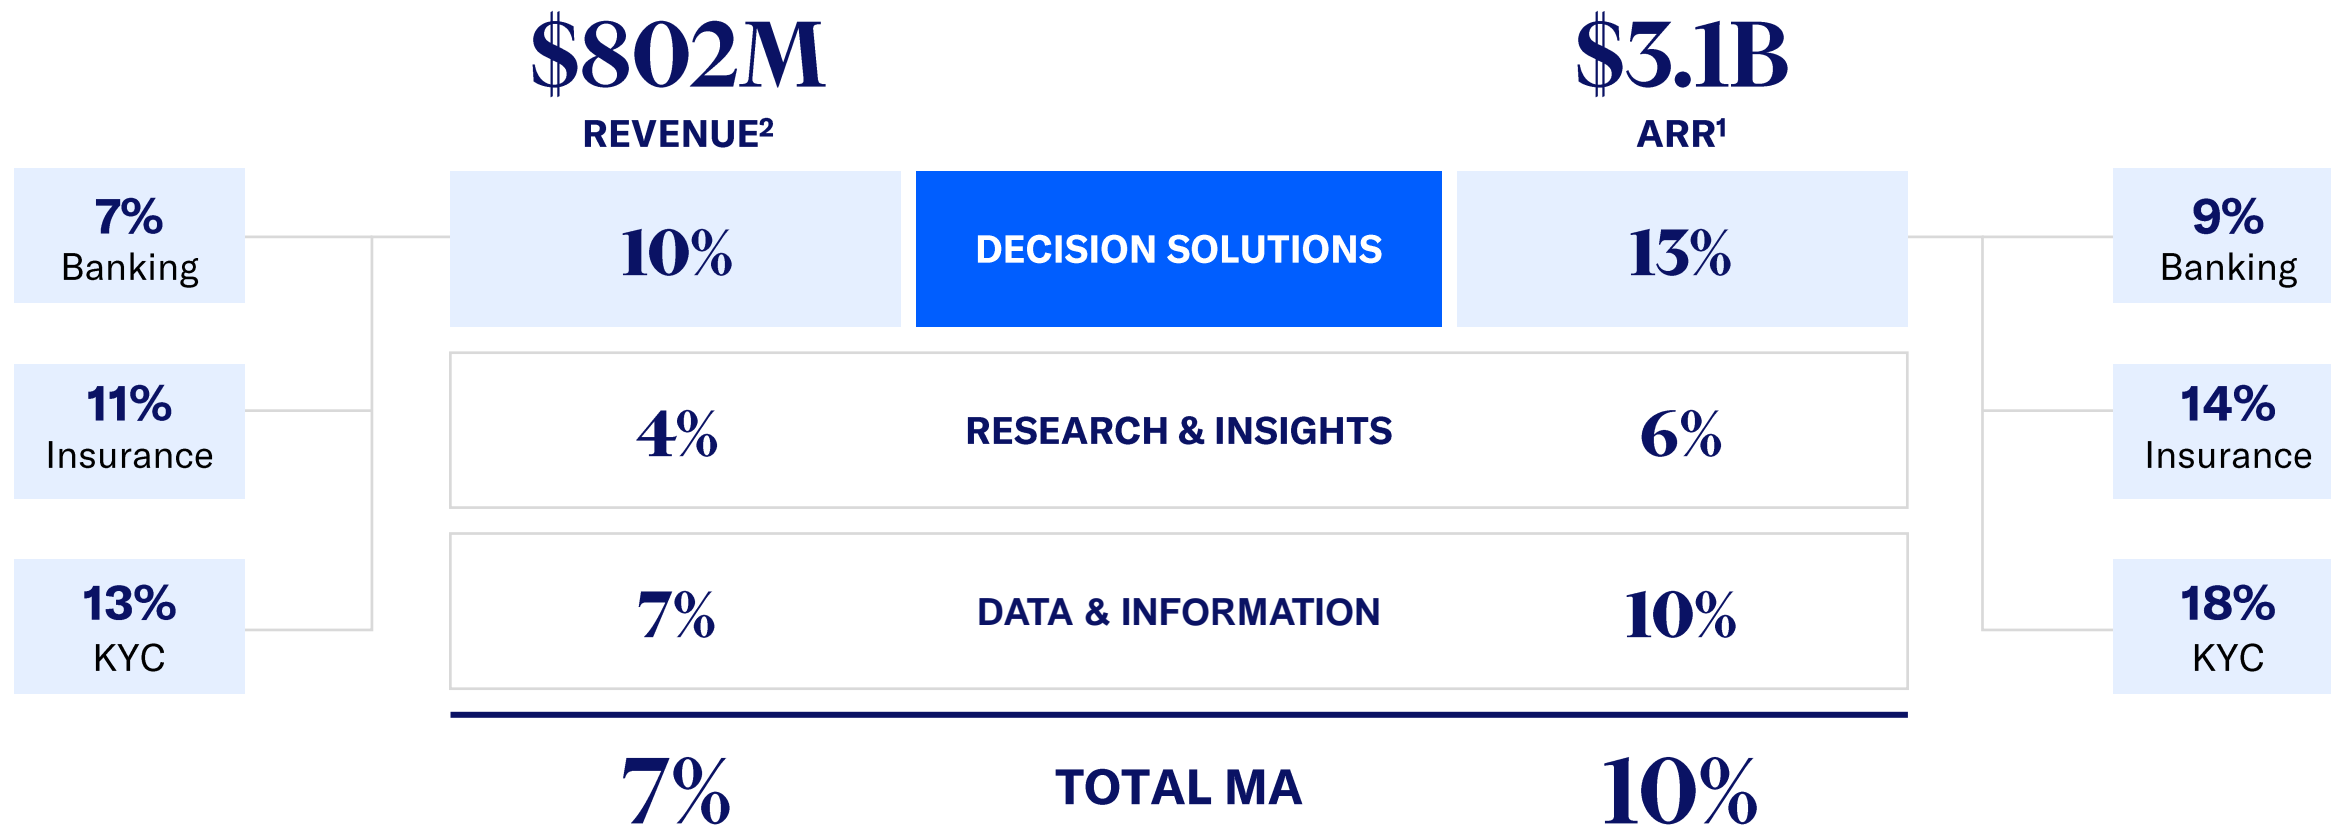 $802M
REVENUE²
$3.1B
ARR¹
7%
Banking
11%
Insurance
13%
KYC
10%
DECISION SOLUTIONS
13%
4%
RESEARCH & INSIGHTS
6%
7%
DATA & INFORMATION
10%
7%
TOTAL MA
10%
9%
Banking
14%
Insurance
18%
KYC